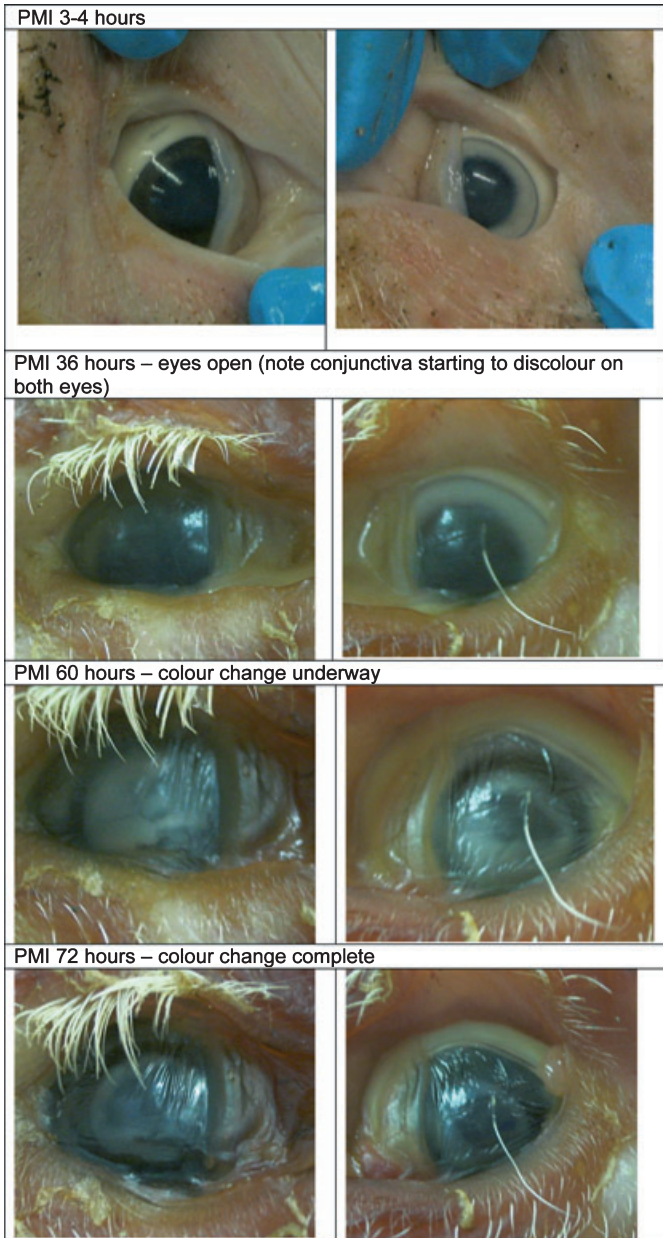 PMI 3-4 hours
PMI 36 hours – eyes open (note conjunctiva starting to discolour on
both eyes)
PMI 60 hours – colour change underway
PMI 72 hours – colour change complete